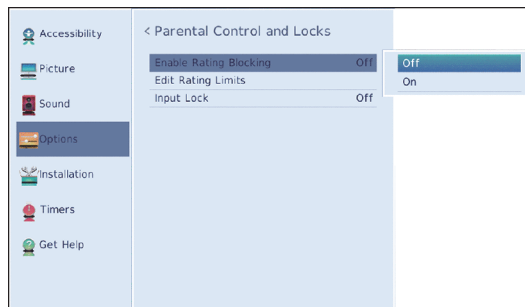 Accessibility
Picture
Sound
Options
Installation
Timers
Get Help
< Parental Control and Locks
Enable Rating Blocking Off
Edit Rating Limits
Input Lock Off
Off
On